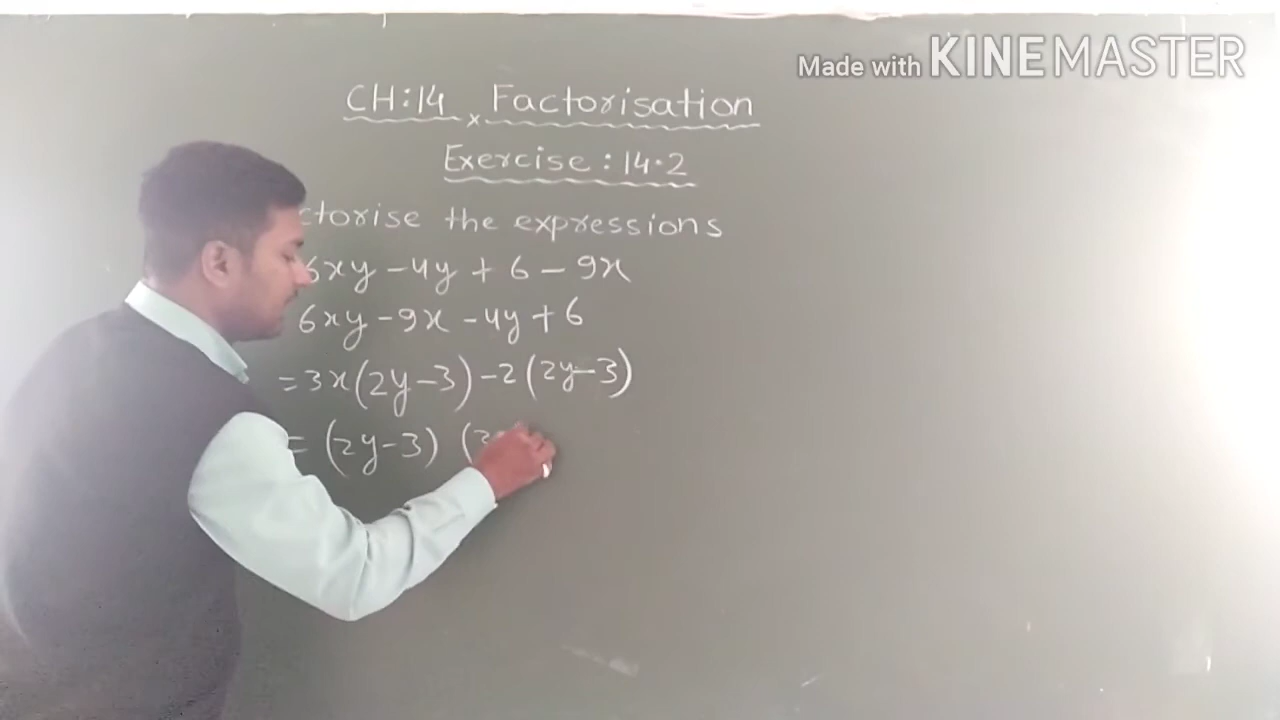 Made with KINEMASTER
CH:14 Factorisation
Exercise : 14.2
ctorise the expressions
6xy - 4y + 6 - 9x
6xy - 9x - 4y + 6
= 3x(2y - 3) - 2(2y - 3)
= (2y - 3) (3